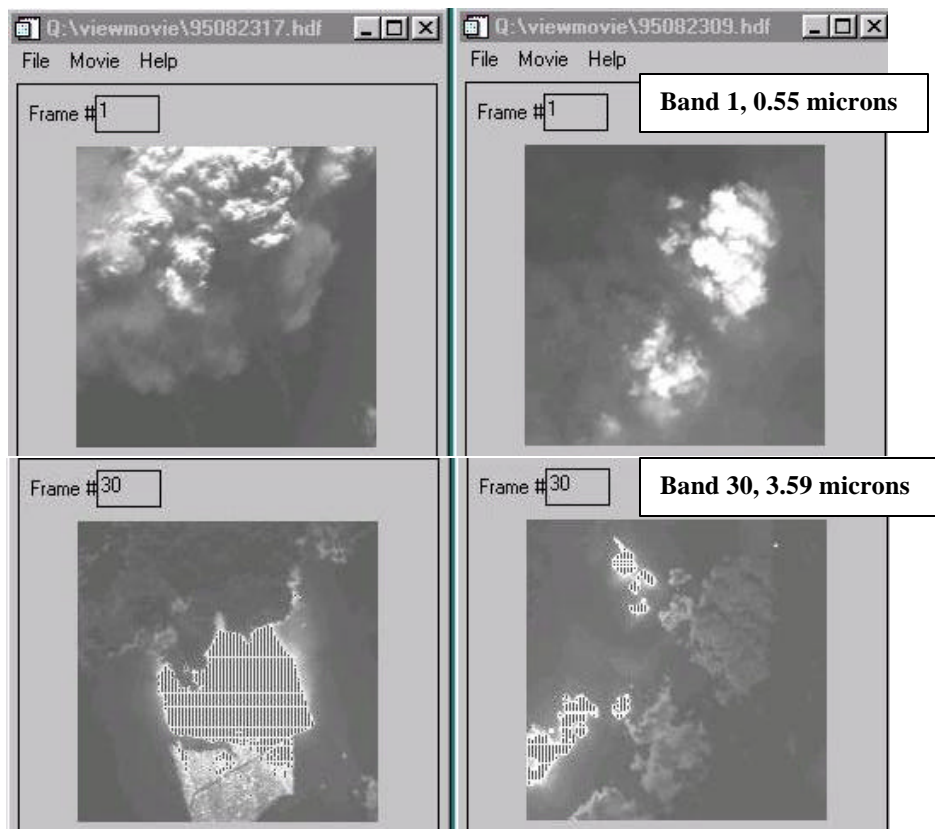 Q:\viewmovie\95082317.hdf
File Movie Help
Frame #1
Q:\viewmovie\95082309.hdf
File Movie Help
Frame #1
Band 1, 0.55 microns
Frame #30
Frame #30
Band 30, 3.59 microns